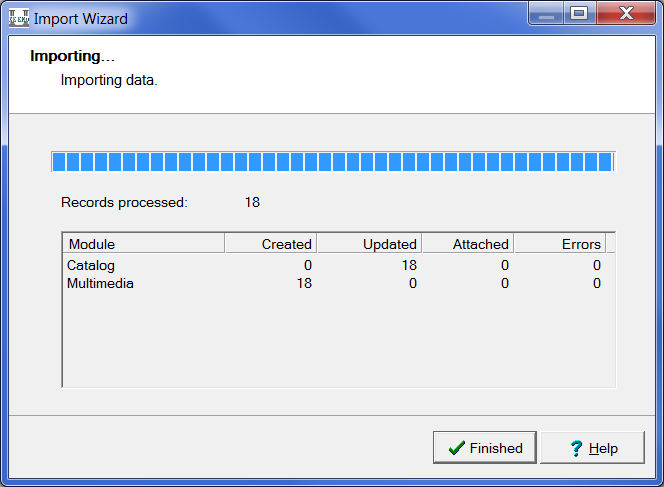 Import Wizard
Importing...
Importing data.
Records processed: 18
Module Created Updated Attached Errors
Catalog 0 18 0 0
Multimedia 18 0 0 0
Finished
? Help